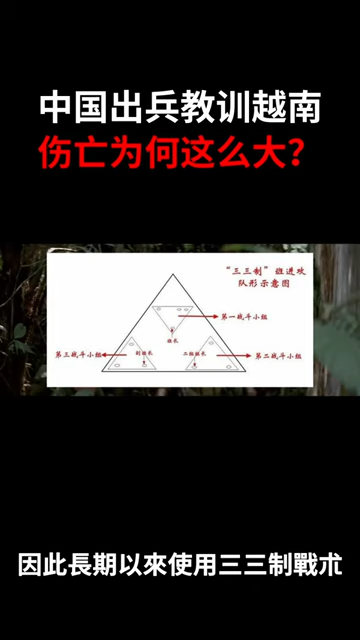 中国出兵教训越南
伤亡为何这么大？
“三三制”班进攻
队形示意图
第一战斗小组
班长
第三战斗小组
副班长
二组组长
第二战斗小组
因此長期以來使用三三制戰术